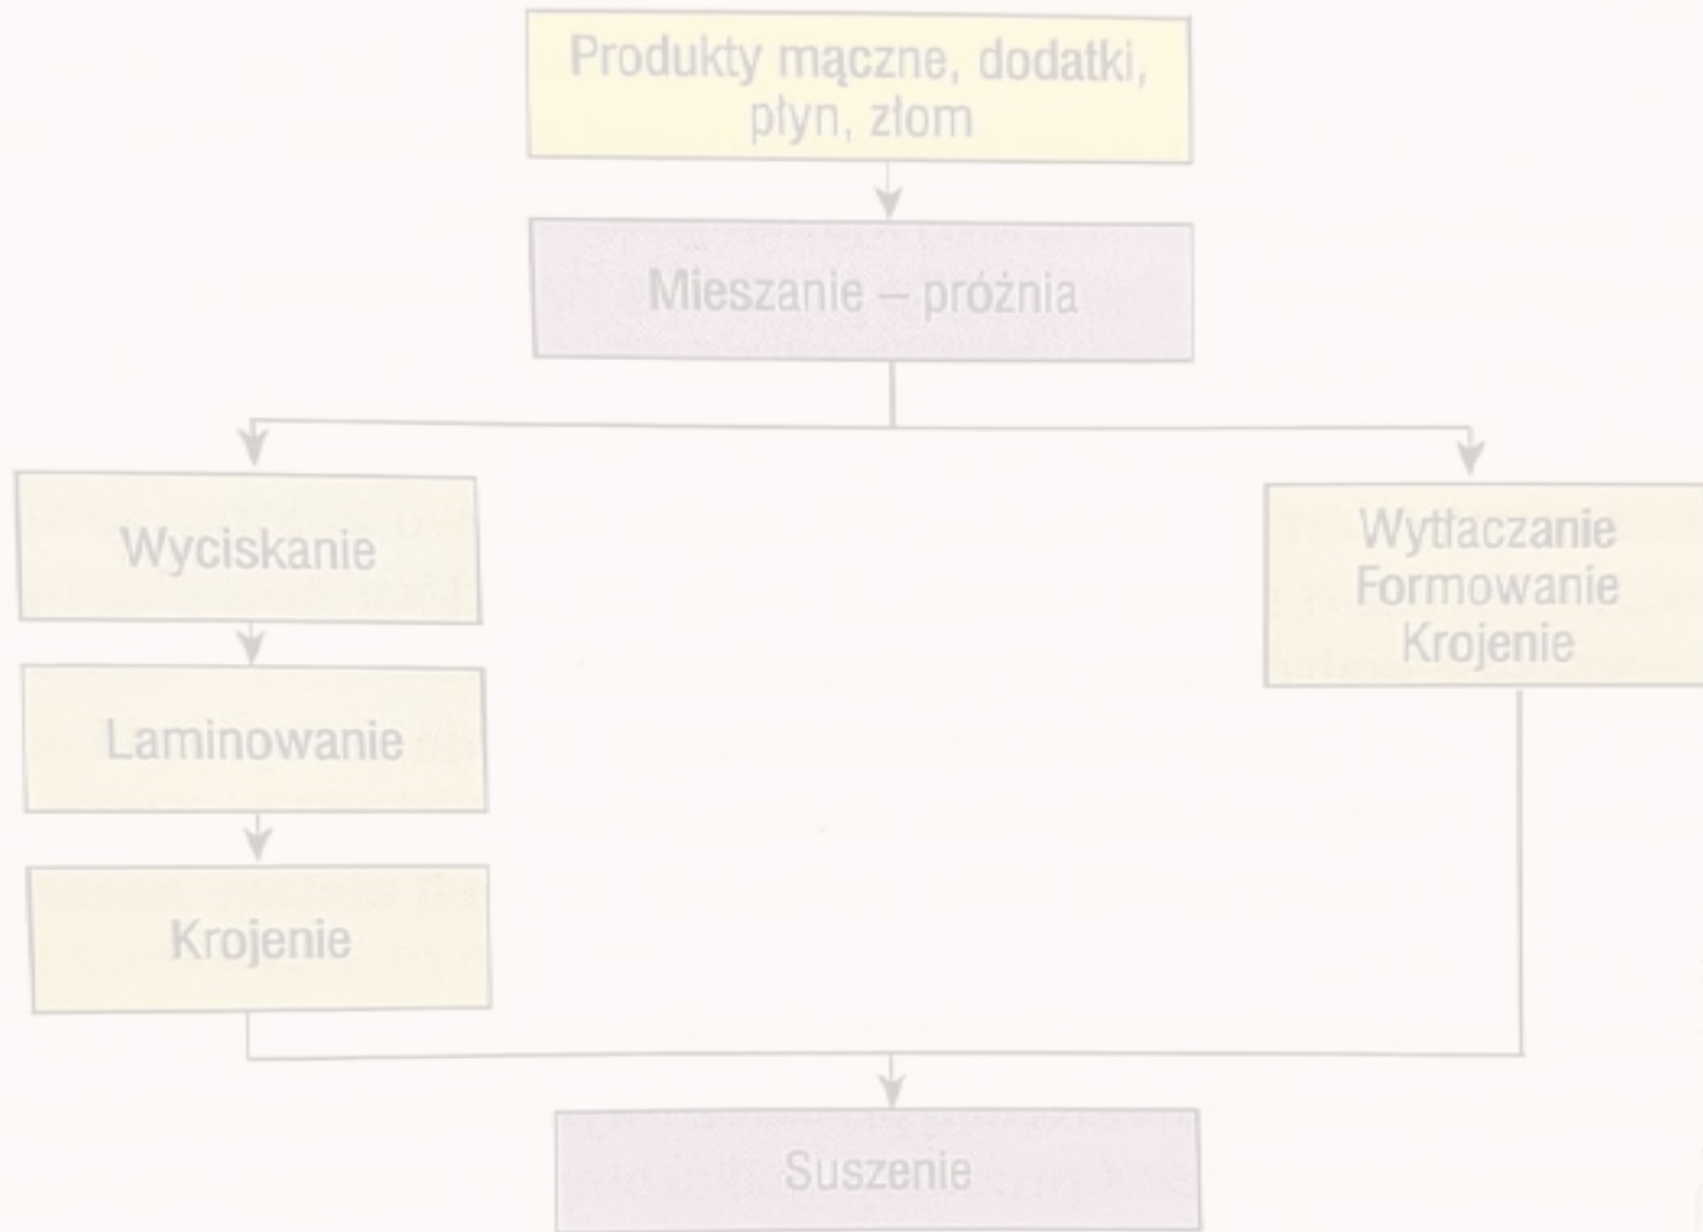 Produkty mączne, dodatki,
płyn, złom
Mieszanie – próżnia
Wyciskanie
Wytłaczanie
Formowanie
Krojenie
Laminowanie
Krojenie
Suszenie